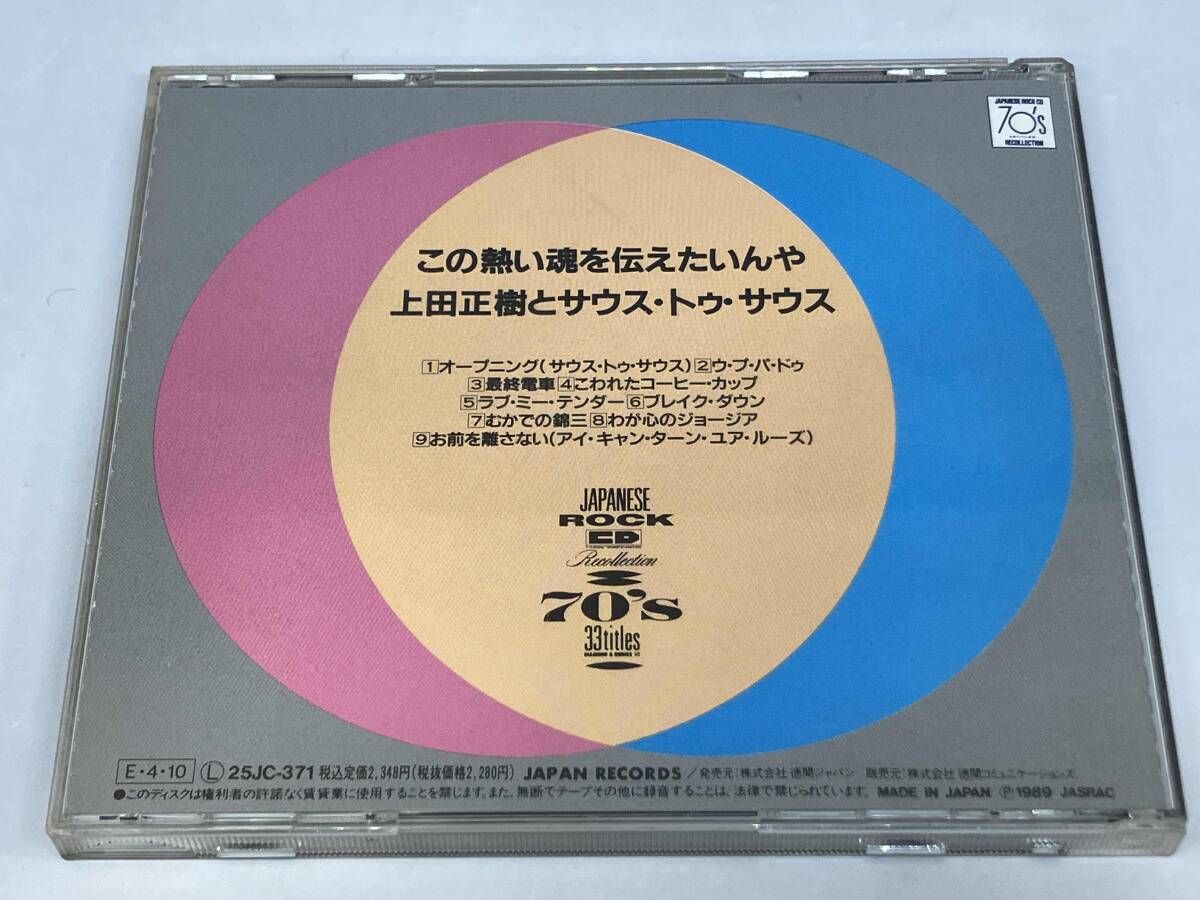 JAPANESE ROCK CD
70's
RECOLLECTION
この熱い魂を伝えたいんや
上田正樹とサウス・トゥ・サウス
1オープニング(サウス・トゥ・サウス) 2ウ・プ・パ・ドゥ
3最終電車 4こわれたコーヒー・カップ
5ラブ・ミー・テンダー 6ブレイク・ダウン
7むかでの錦三 8わが心のジョージア
9お前を離さない(アイ・キャン・ターン・ユア・ルーズ)
JAPANESE
ROCK
CD
Recollection
70's
33titles
E・4・10 Ⓛ 25JC-371 税込定価2,348円(税抜価格2,280円) JAPAN RECORDS／発売元:株式会社 徳間ジャパン 販売元:株式会社 徳間コミュニケーションズ
●このディスクは権利者の許諾なく賃貸業に使用することを禁じます。また、無断でテープその他に録音することは、法律で禁じられています。 MADE IN JAPAN Ⓟ1989 JASRAC